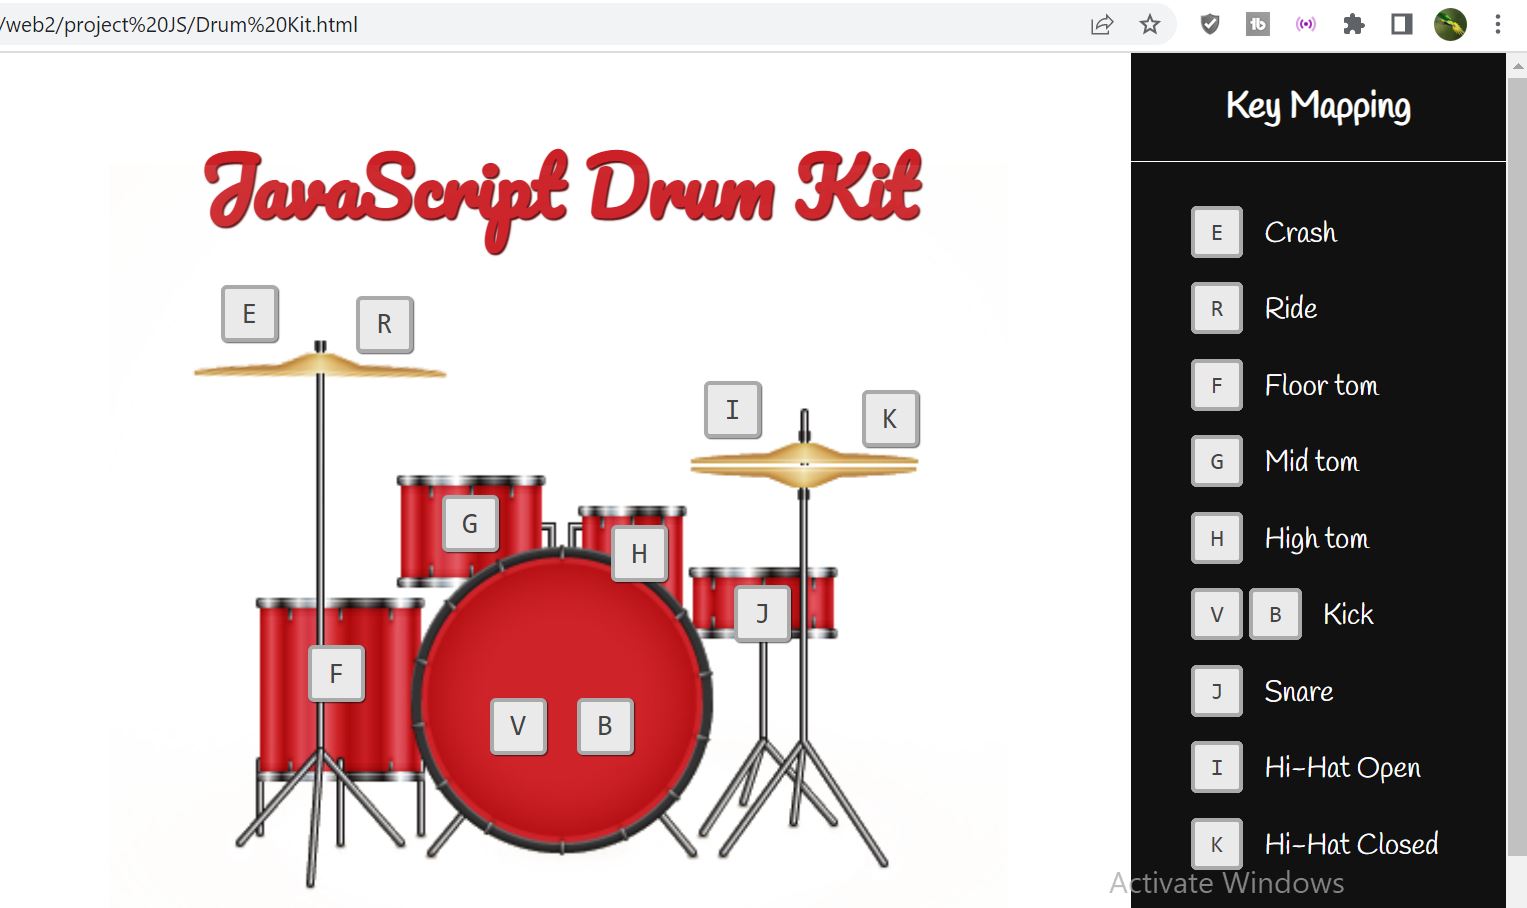 /web2/project%20JS/Drum%20Kit.html
Key Mapping
JavaScript Drum Kit
E
R
I
K
G
H
J
F
V B
E Crash
R Ride
F Floor tom
G Mid tom
H High tom
V B Kick
J Snare
I Hi-Hat Open
K Hi-Hat Closed
Activate Windows